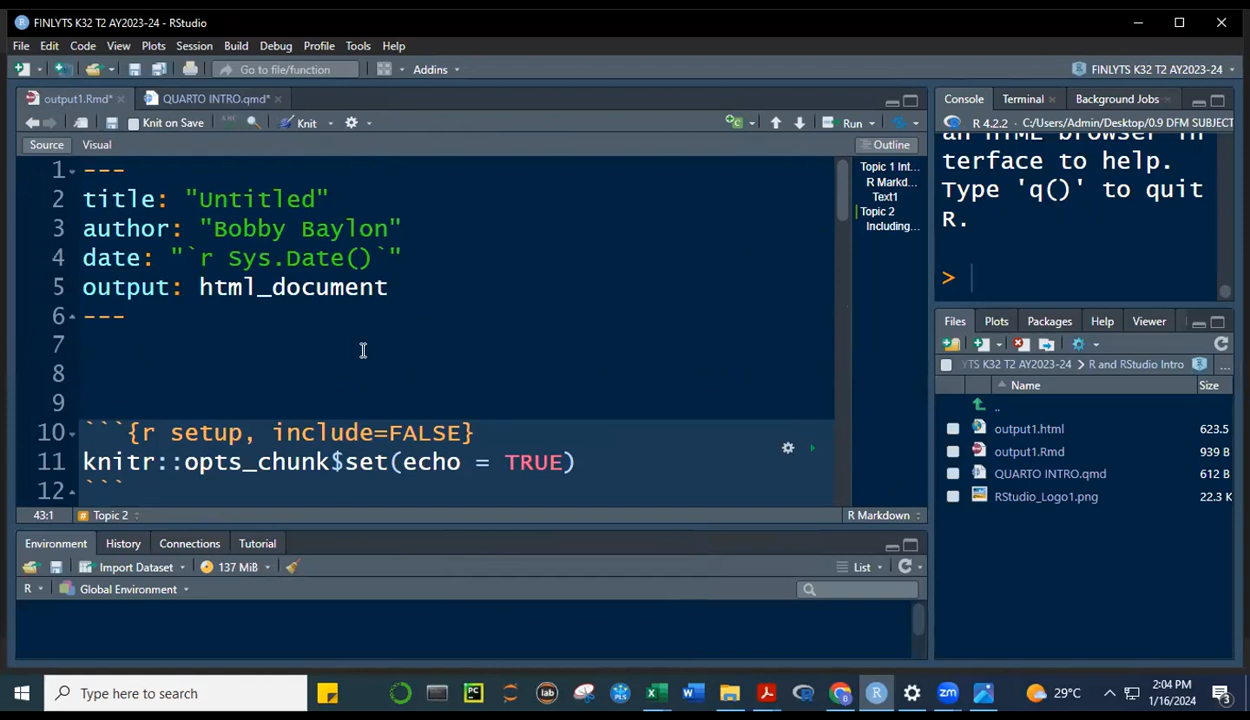 FINLYTS K32 T2 AY2023-24 - RStudio
File Edit Code View Plots Session Build Debug Profile Tools Help
Go to file/function Addins FINLYTS K32 T2 AY2023-24
output1.Rmd* QUARTO INTRO.qmd*
Knit on Save ABC Knit Run
Source Visual Outline
1 ---
2 title: "Untitled"
3 author: "Bobby Baylon"
4 date: "`r Sys.Date()`"
5 output: html_document
6 ---
7
8
9
10 ```{r setup, include=FALSE}
11 knitr::opts_chunk$set(echo = TRUE)
12 ```
Topic 1 Int...
R Markd...
Text1
Topic 2
Including...
43:1 # Topic 2 R Markdown
Console Terminal Background Jobs
R 4.2.2 · C:/Users/Admin/Desktop/0.9 DFM SUBJECT
an HTML browser in
terface to help.
Type 'q()' to quit
R.
>
Environment History Connections Tutorial
Import Dataset 137 MiB List
R Global Environment
Files Plots Packages Help Viewer
YTS K32 T2 AY2023-24 R and RStudio Intro ...
Name Size
..
output1.html 623.5
output1.Rmd 939 B
QUARTO INTRO.qmd 612 B
RStudio_Logo1.png 22.3 K
Type here to search PC lab PLS W zm R 29°C 2:04 PM
1/16/2024 3